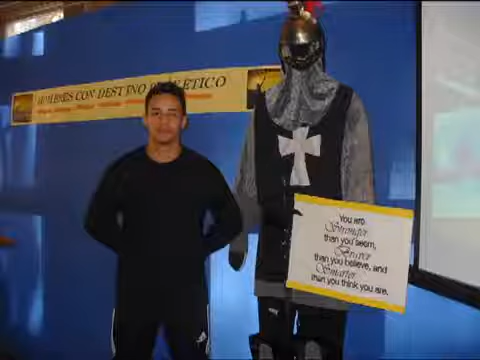 HOMBRES CON DESTINO PROFETICO
You are
Stronger
than you seem,
Braver
than you believe, and
Smarter
than you think you are.